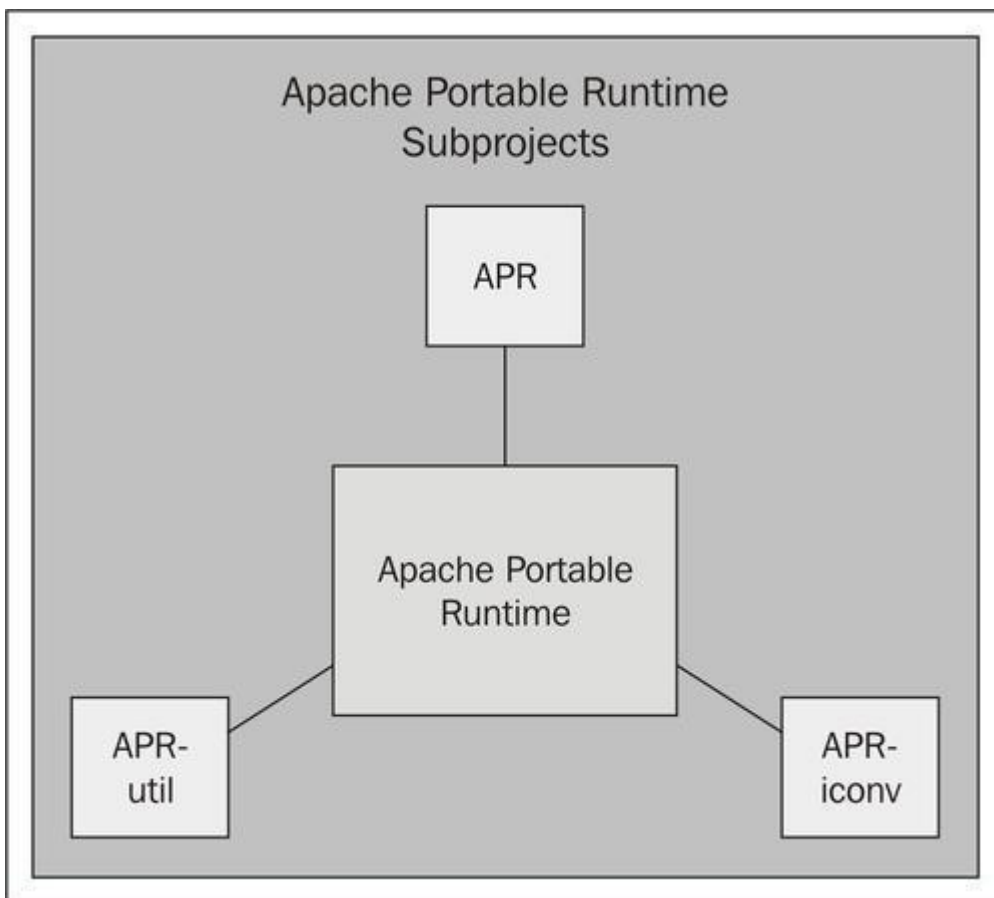 Apache Portable Runtime
Subprojects
APR
Apache Portable
Runtime
APR-
util
APR-
iconv